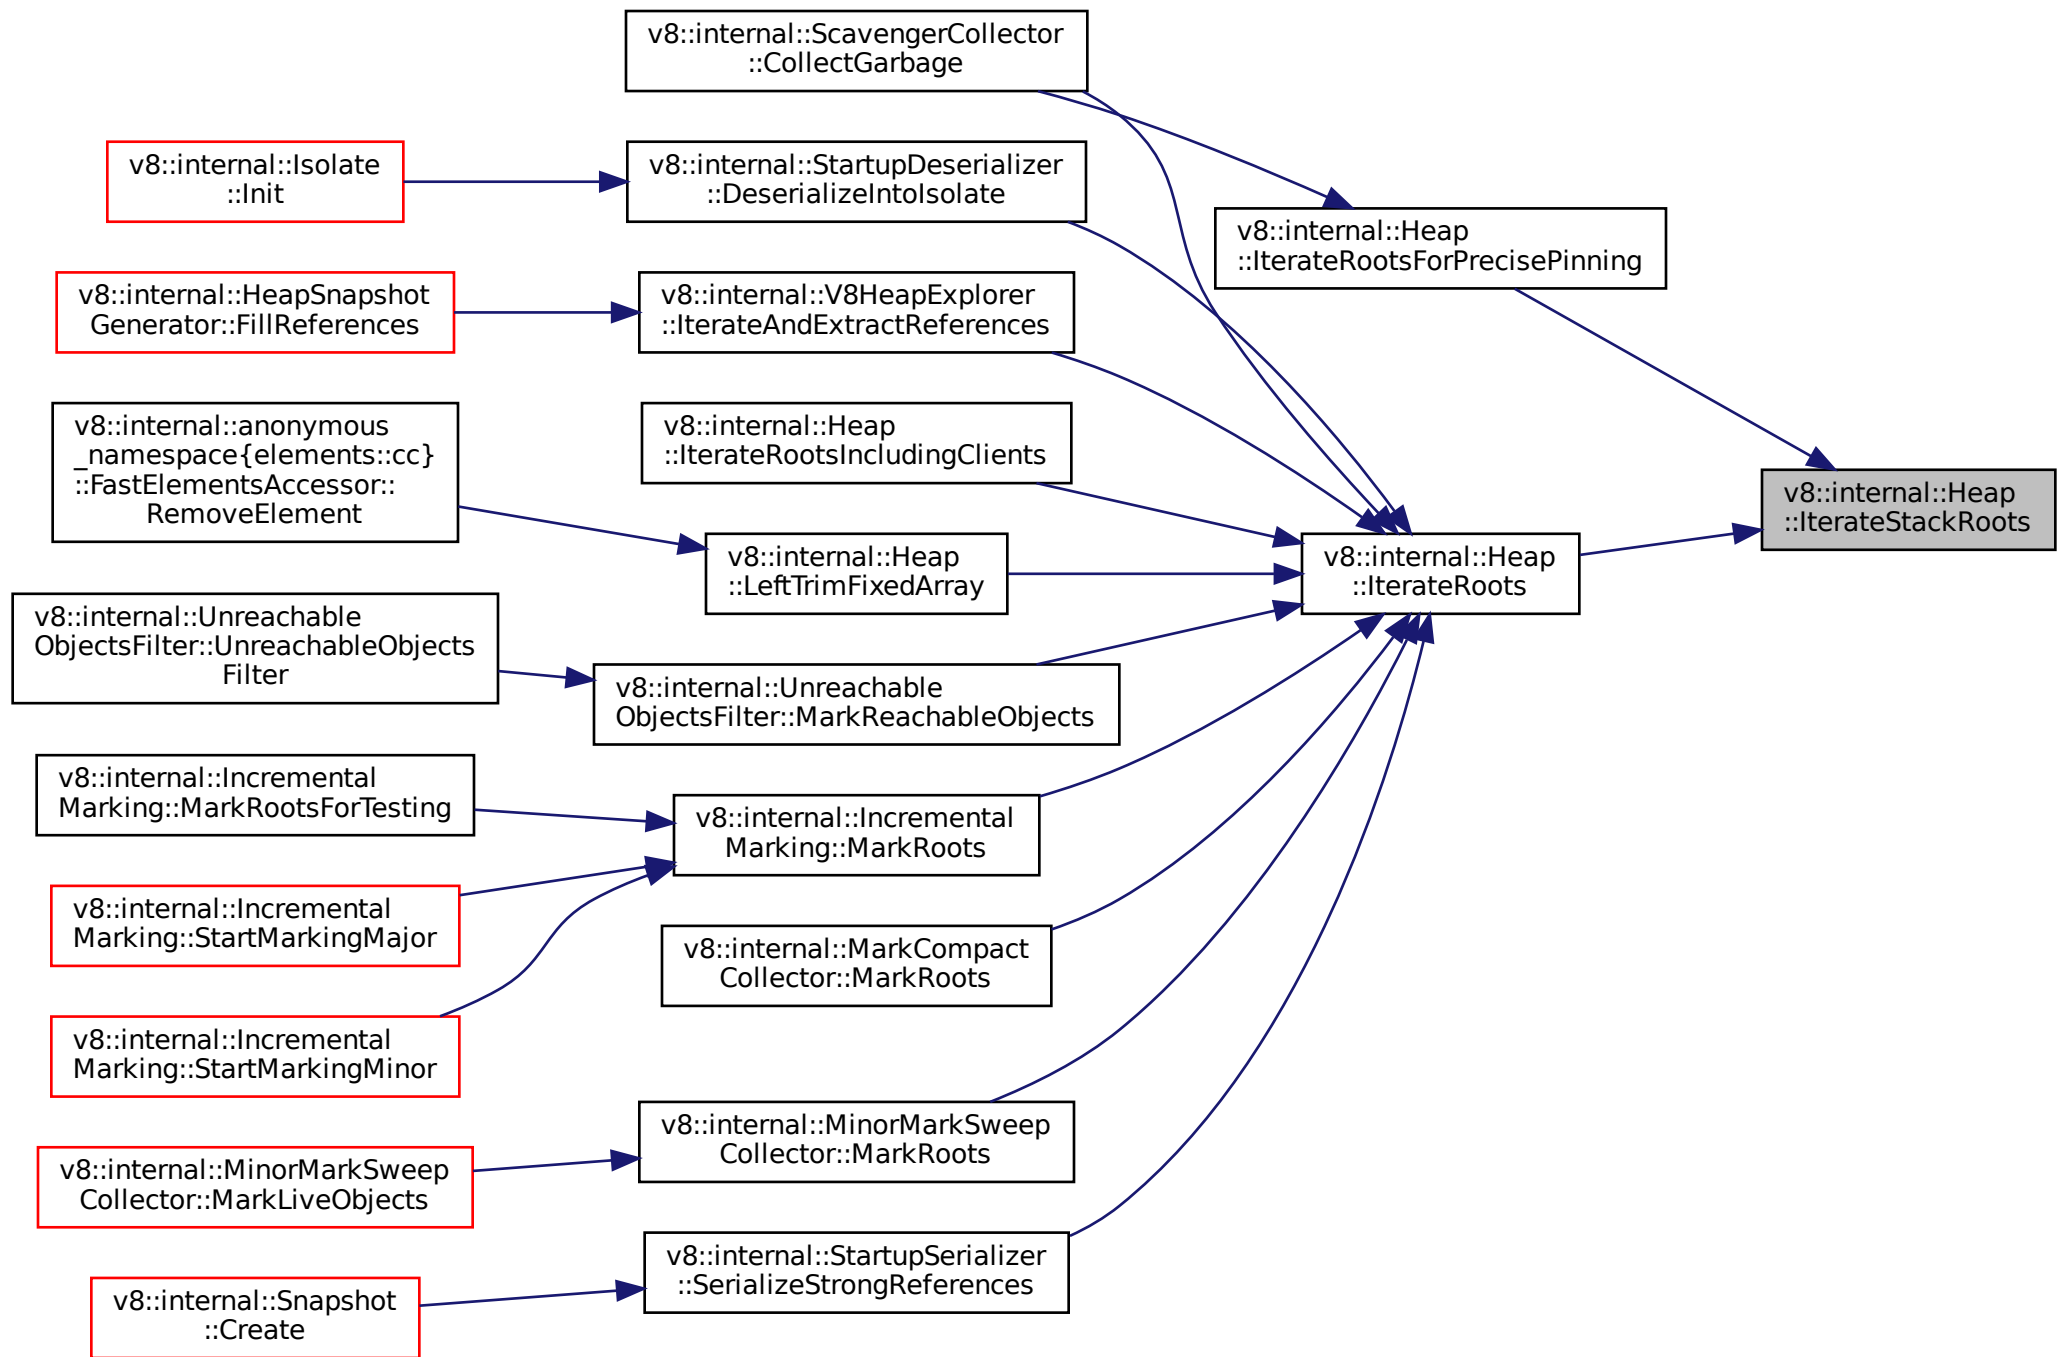 v8::internal::ScavengerCollector
::CollectGarbage
v8::internal::Isolate
::Init
v8::internal::StartupDeserializer
::DeserializeIntoIsolate
v8::internal::Heap
::IterateRootsForPrecisePinning
v8::internal::HeapSnapshot
Generator::FillReferences
v8::internal::V8HeapExplorer
::IterateAndExtractReferences
v8::internal::anonymous
_namespace{elements::cc}
::FastElementsAccessor::
RemoveElement
v8::internal::Heap
::IterateRootsIncludingClients
v8::internal::Heap
::IterateStackRoots
v8::internal::Heap
::LeftTrimFixedArray
v8::internal::Heap
::IterateRoots
v8::internal::Unreachable
ObjectsFilter::UnreachableObjects
Filter
v8::internal::Unreachable
ObjectsFilter::MarkReachableObjects
v8::internal::Incremental
Marking::MarkRootsForTesting
v8::internal::Incremental
Marking::MarkRoots
v8::internal::Incremental
Marking::StartMarkingMajor
v8::internal::MarkCompact
Collector::MarkRoots
v8::internal::Incremental
Marking::StartMarkingMinor
v8::internal::MinorMarkSweep
Collector::MarkRoots
v8::internal::MinorMarkSweep
Collector::MarkLiveObjects
v8::internal::StartupSerializer
::SerializeStrongReferences
v8::internal::Snapshot
::Create